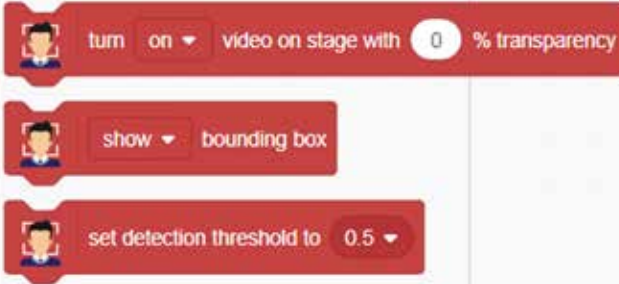 turn on video on stage with 0 % transparency
show bounding box
set detection threshold to 0.5